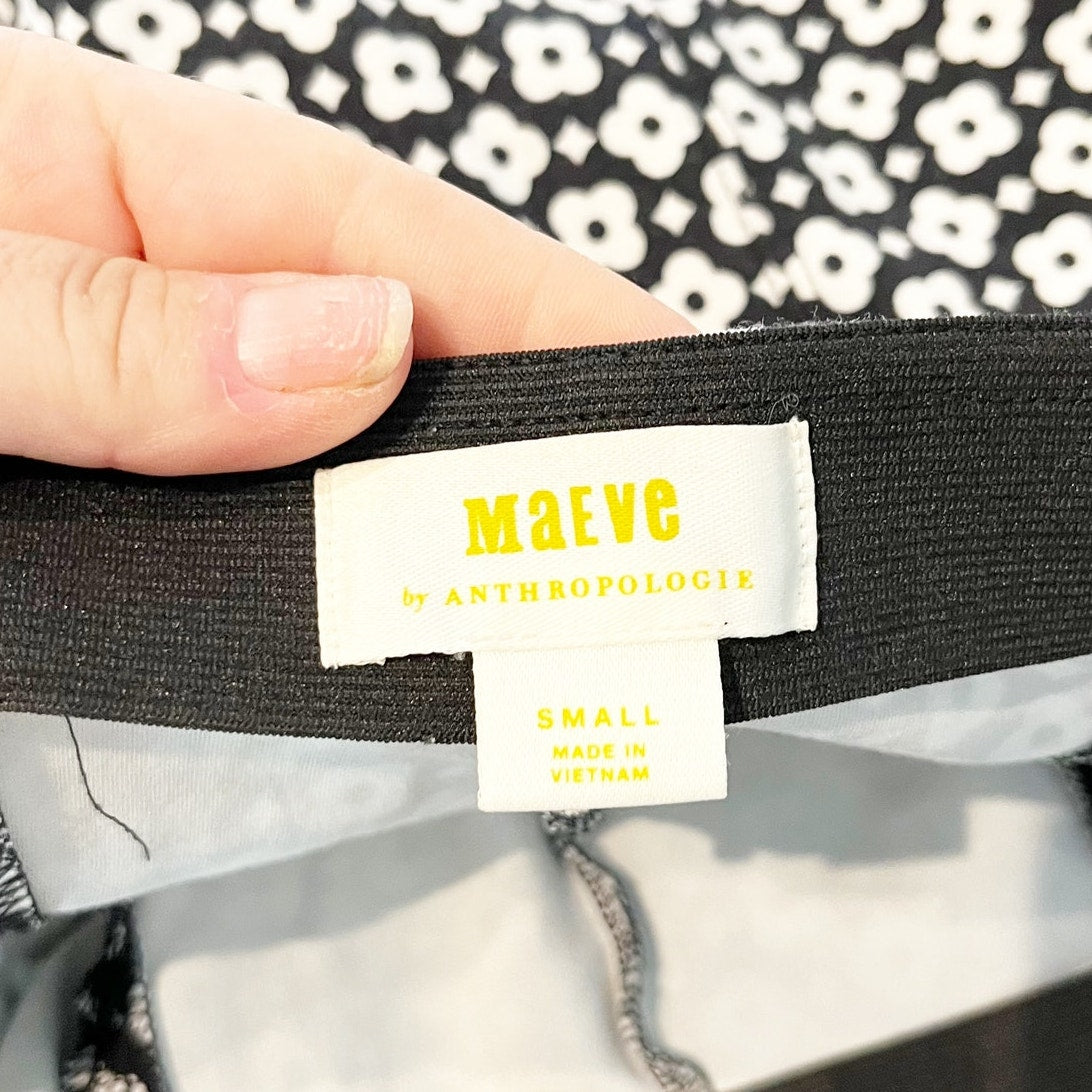 MaEVe
by ANTHROPOLOGIE
SMALL
MADE IN
VIETNAM